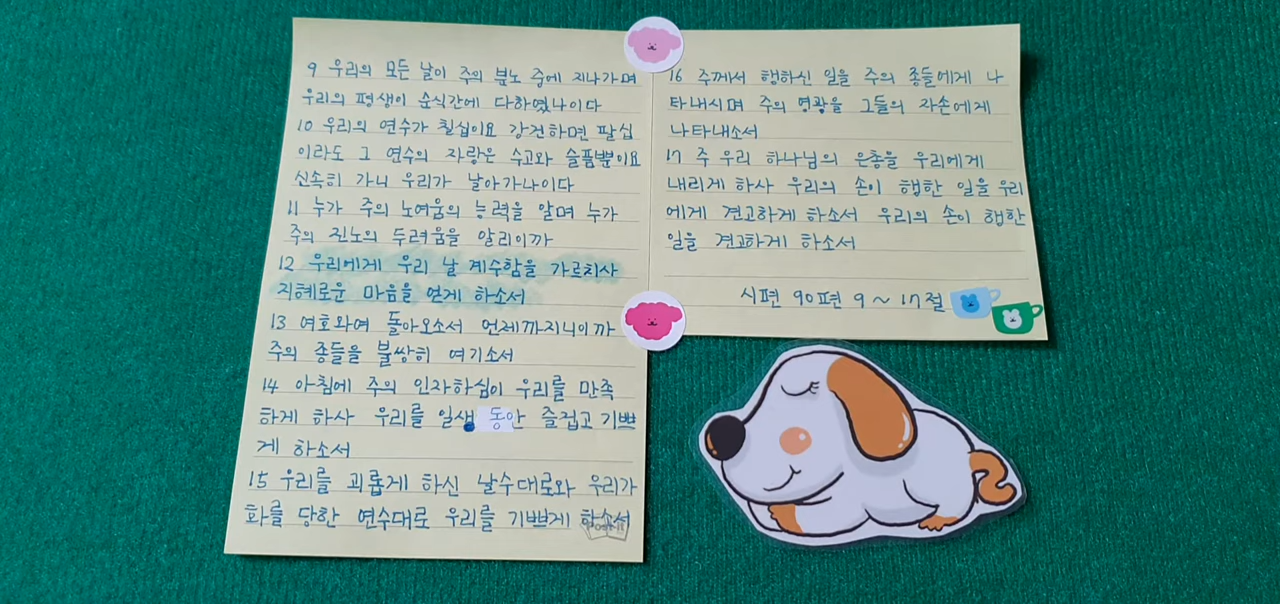 9 우리의 모든 날이 주의 분노 중에 지나가며
우리의 평생이 순식간에 다하였나이다
10 우리의 연수가 칠십이요 강건하면 팔십
이라도 그 연수의 자랑은 수고와 슬픔뿐이요
신속히 가니 우리가 날아가나이다
11 누가 주의 노여움의 능력을 알며 누가
주의 진노의 두려움을 알리이까
12 우리에게 우리 날 계수함을 가르치사
지혜로운 마음을 얻게 하소서
13 여호와여 돌아오소서 언제까지니이까
주의 종들을 불쌍히 여기소서
14 아침에 주의 인자하심이 우리를 만족
하게 하사 우리를 일생 동안 즐겁고 기쁘
게 하소서
15 우리를 괴롭게 하신 날수대로와 우리가
화를 당한 연수대로 우리를 기쁘게 하소서
Post-it
16 주께서 행하신 일을 주의 종들에게 나
타내시며 주의 영광을 그들의 자손에게
나타내소서
17 주 우리 하나님의 은총을 우리에게
내리게 하사 우리의 손이 행한 일을 우리
에게 견고하게 하소서 우리의 손이 행한
일을 견고하게 하소서
시편 90편 9~17절